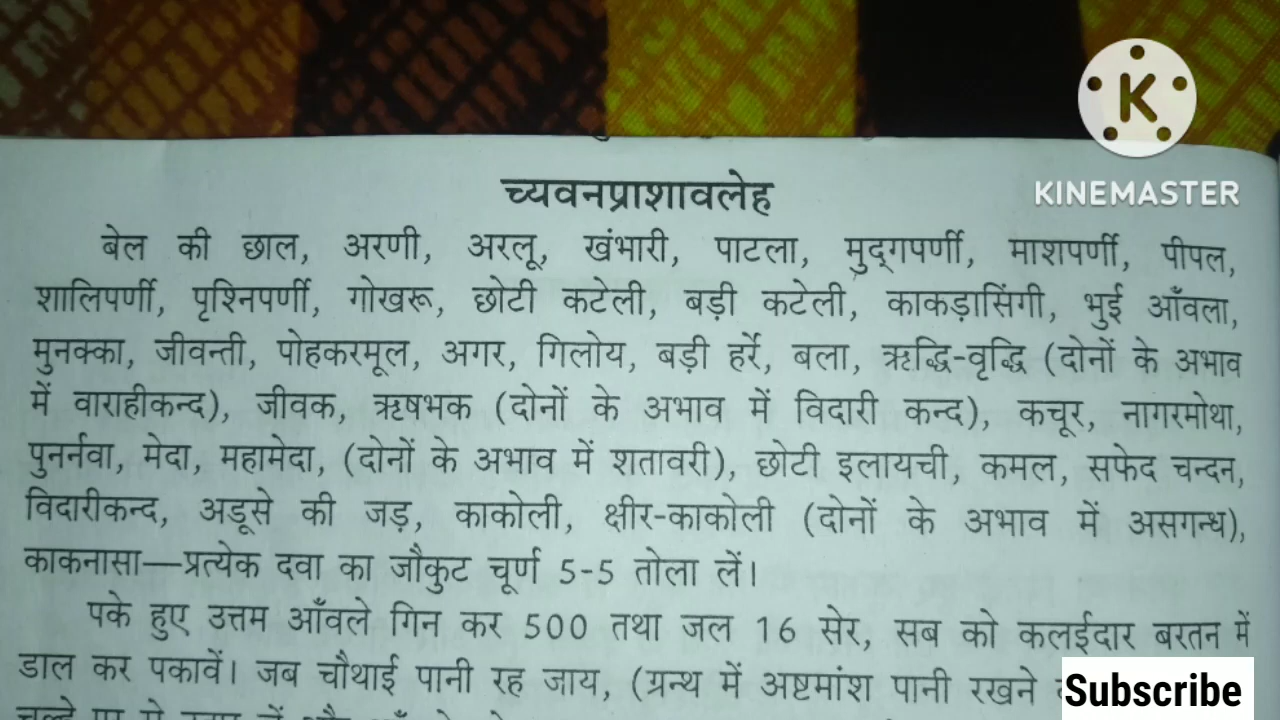 KINEMASTER
च्यवनप्राशावलेह
बेल की छाल, अरणी, अरलू, खंभारी, पाटला, मुद्गपर्णी, माशपर्णी, पीपल,
शालिपर्णी, पृश्निपर्णी, गोखरू, छोटी कटेली, बड़ी कटेली, काकड़ासिंगी, भुई आँवला,
मुनक्का, जीवन्ती, पोहकरमूल, अगर, गिलोय, बड़ी हर्रे, बला, ऋद्धि-वृद्धि (दोनों के अभाव
में वाराहीकन्द), जीवक, ऋषभक (दोनों के अभाव में विदारी कन्द), कचूर, नागरमोथा,
पुनर्नवा, मेदा, महामेदा, (दोनों के अभाव में शतावरी), छोटी इलायची, कमल, सफेद चन्दन,
विदारीकन्द, अडूसे की जड़, काकोली, क्षीर-काकोली (दोनों के अभाव में असगन्ध),
काकनासा—प्रत्येक दवा का जौकुट चूर्ण 5-5 तोला लें।
पके हुए उत्तम आँवले गिन कर 500 तथा जल 16 सेर, सब को कलईदार बरतन में
डाल कर पकावें। जब चौथाई पानी रह जाय, (ग्रन्थ में अष्टमांश पानी रखने
Subscribe